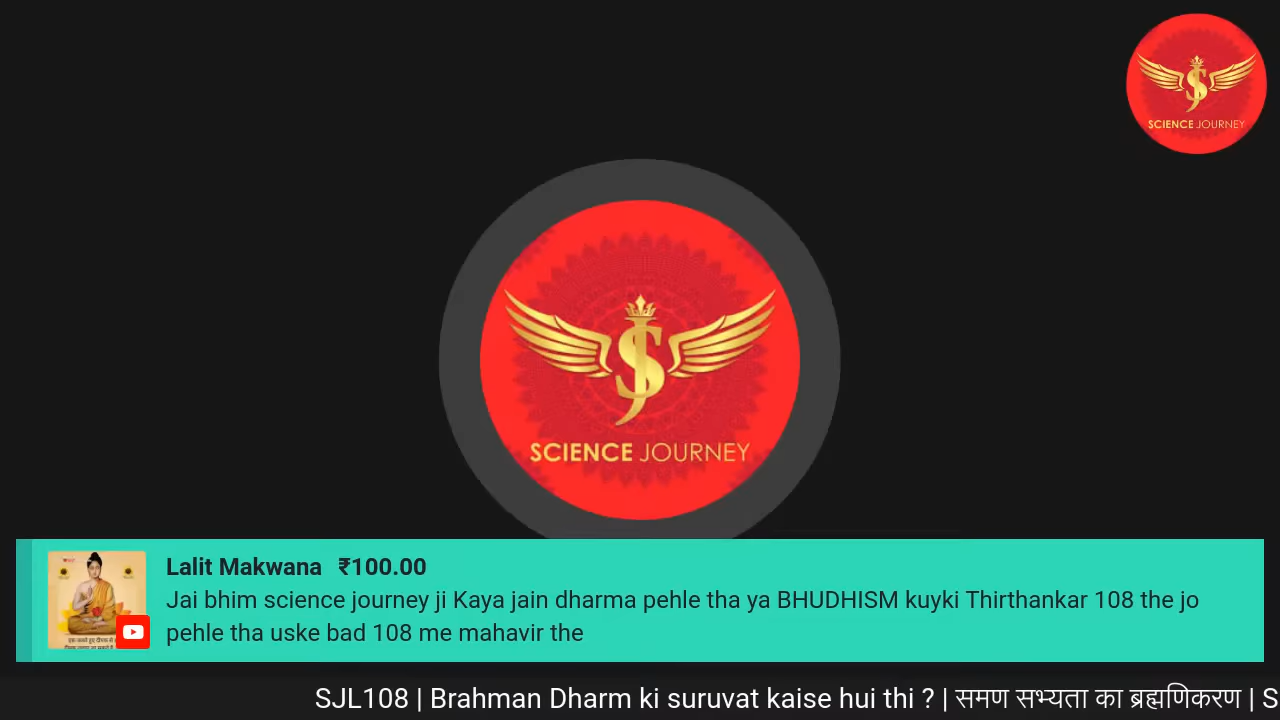 SCIENCE JOURNEY
SCIENCE JOURNEY
Lalit Makwana ₹100.00
Jai bhim science journey ji Kaya jain dharma pehle tha ya BHUDHISM kuyki Thirthankar 108 the jo
pehle tha uske bad 108 me mahavir the
SJL108 | Brahman Dharm ki suruvat kaise hui thi ? | समण सभ्यता का ब्रह्मणिकरण | S